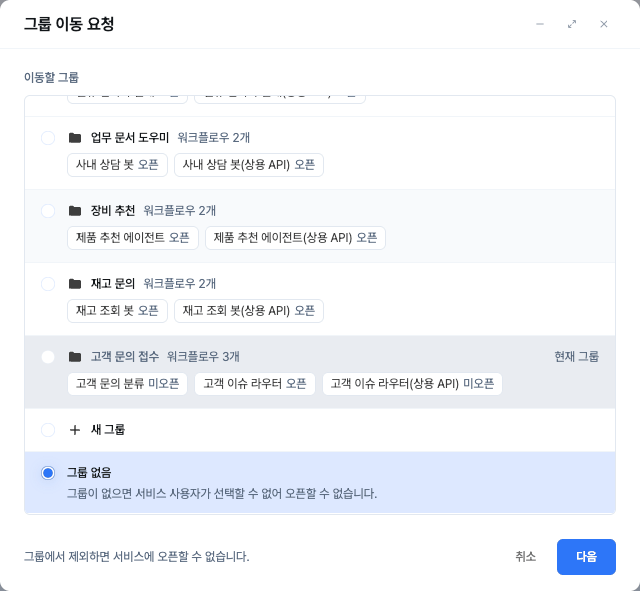 그룹 이동 요청
이동할 그룹
업무 문서 도우미 워크플로우 2개
사내 상담 봇 오픈 사내 상담 봇(상용 API) 오픈
장비 추천 워크플로우 2개
제품 추천 에이전트 오픈 제품 추천 에이전트(상용 API) 오픈
재고 문의 워크플로우 2개
재고 조회 봇 오픈 재고 조회 봇(상용 API) 오픈
고객 문의 접수 워크플로우 3개 현재 그룹
고객 문의 분류 미오픈 고객 이슈 라우터 오픈 고객 이슈 라우터(상용 API) 미오픈
새 그룹
그룹 없음
그룹이 없으면 서비스 사용자가 선택할 수 없어 오픈할 수 없습니다.
그룹에서 제외하면 서비스에 오픈할 수 없습니다. 취소 다음